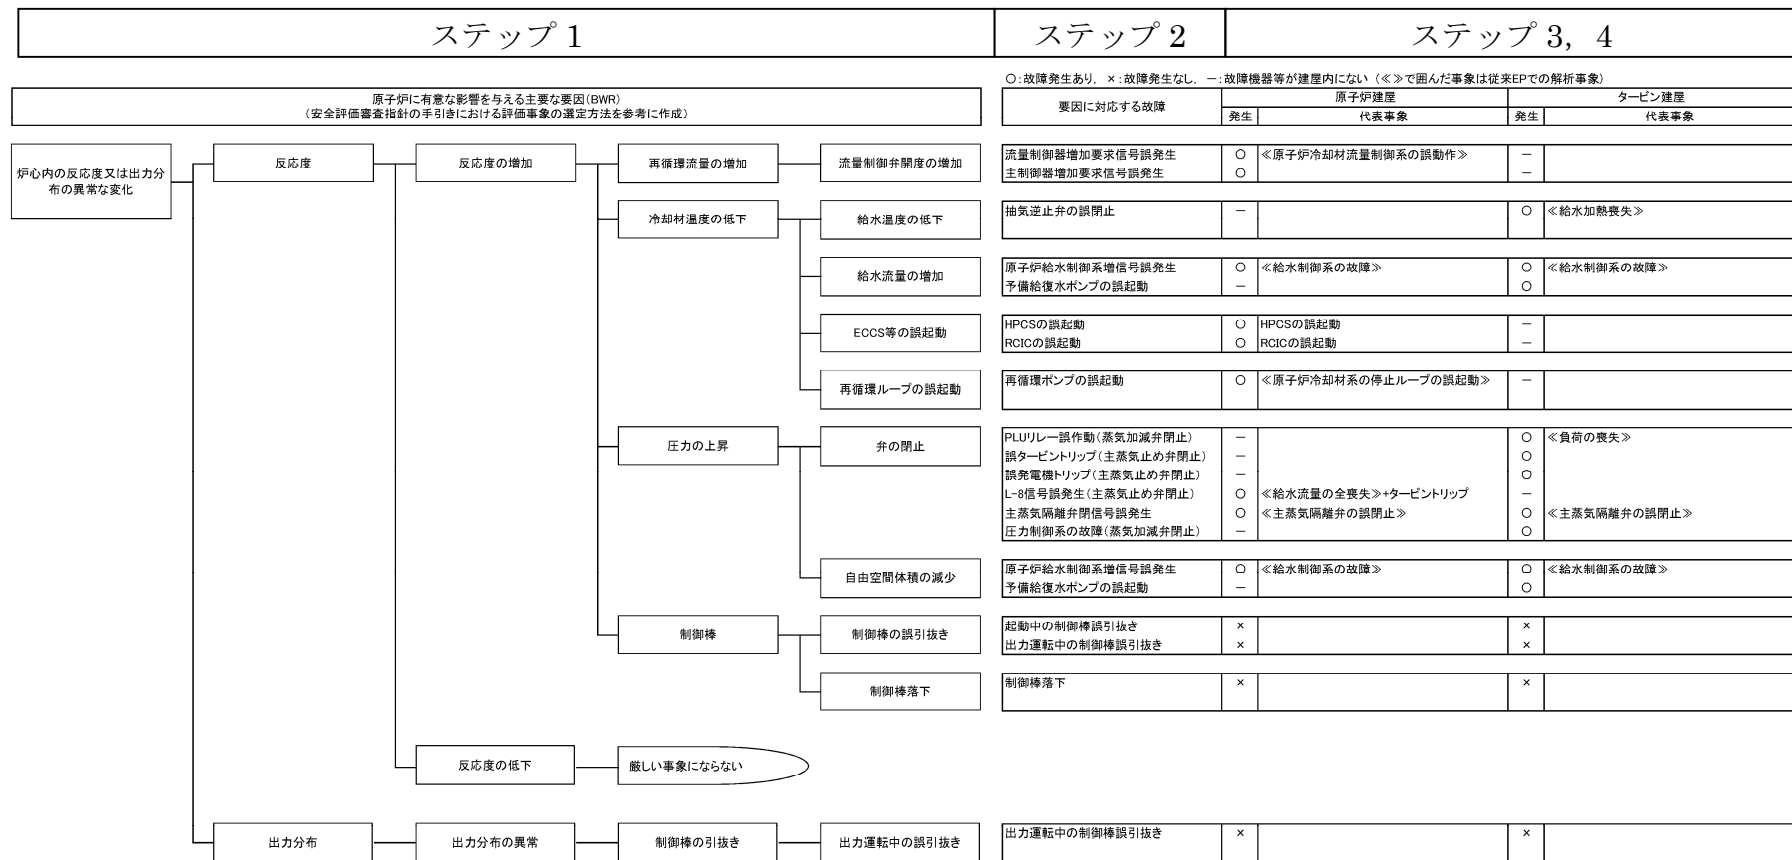 ステップ 1
ステップ 2
ステップ 3, 4
○:故障発生あり, ×:故障発生なし, －:故障機器等が建屋内にない (≪≫で囲んだ事象は従来EPでの解析事象)
原子炉に有意な影響を与える主要な要因(BWR)
(安全評価審査指針の手引きにおける評価事象の選定方法を参考に作成)
要因に対応する故障
原子炉建屋
タービン建屋
発生
代表事象
発生
代表事象
炉心内の反応度又は出力分
布の異常な変化
反応度
反応度の増加
再循環流量の増加
流量制御弁開度の増加
流量制御器増加要求信号誤発生 ○ ≪原子炉冷却材流量制御系の誤動作≫ －
主制御器増加要求信号誤発生 ○ －
冷却材温度の低下
給水温度の低下
抽気逆止弁の誤閉止 － ○ ≪給水加熱喪失≫
給水流量の増加
原子炉給水制御系増信号誤発生 ○ ≪給水制御系の故障≫ ○ ≪給水制御系の故障≫
予備給復水ポンプの誤起動 － ○
ECCS等の誤起動
HPCSの誤起動 ○ HPCSの誤起動 －
RCICの誤起動 ○ RCICの誤起動 －
再循環ループの誤起動
再循環ポンプの誤起動 ○ ≪原子炉冷却材系の停止ループの誤起動≫ －
圧力の上昇
弁の閉止
PLUリレー誤作動(蒸気加減弁閉止) － ○ ≪負荷の喪失≫
誤タービントリップ(主蒸気止め弁閉止) － ○
誤発電機トリップ(主蒸気止め弁閉止) － ○
L-8信号誤発生(主蒸気止め弁閉止) ○ ≪給水流量の全喪失≫+タービントリップ －
主蒸気隔離弁閉信号誤発生 ○ ≪主蒸気隔離弁の誤閉止≫ ○ ≪主蒸気隔離弁の誤閉止≫
圧力制御系の故障(蒸気加減弁閉止) － ○
自由空間体積の減少
原子炉給水制御系増信号誤発生 ○ ≪給水制御系の故障≫ ○ ≪給水制御系の故障≫
予備給復水ポンプの誤起動 － ○
制御棒
制御棒の誤引抜き
起動中の制御棒誤引抜き × ×
出力運転中の制御棒誤引抜き × ×
制御棒落下
制御棒落下 × ×
反応度の低下
厳しい事象にならない
出力分布
出力分布の異常
制御棒の引抜き
出力運転中の誤引抜き
出力運転中の制御棒誤引抜き × ×